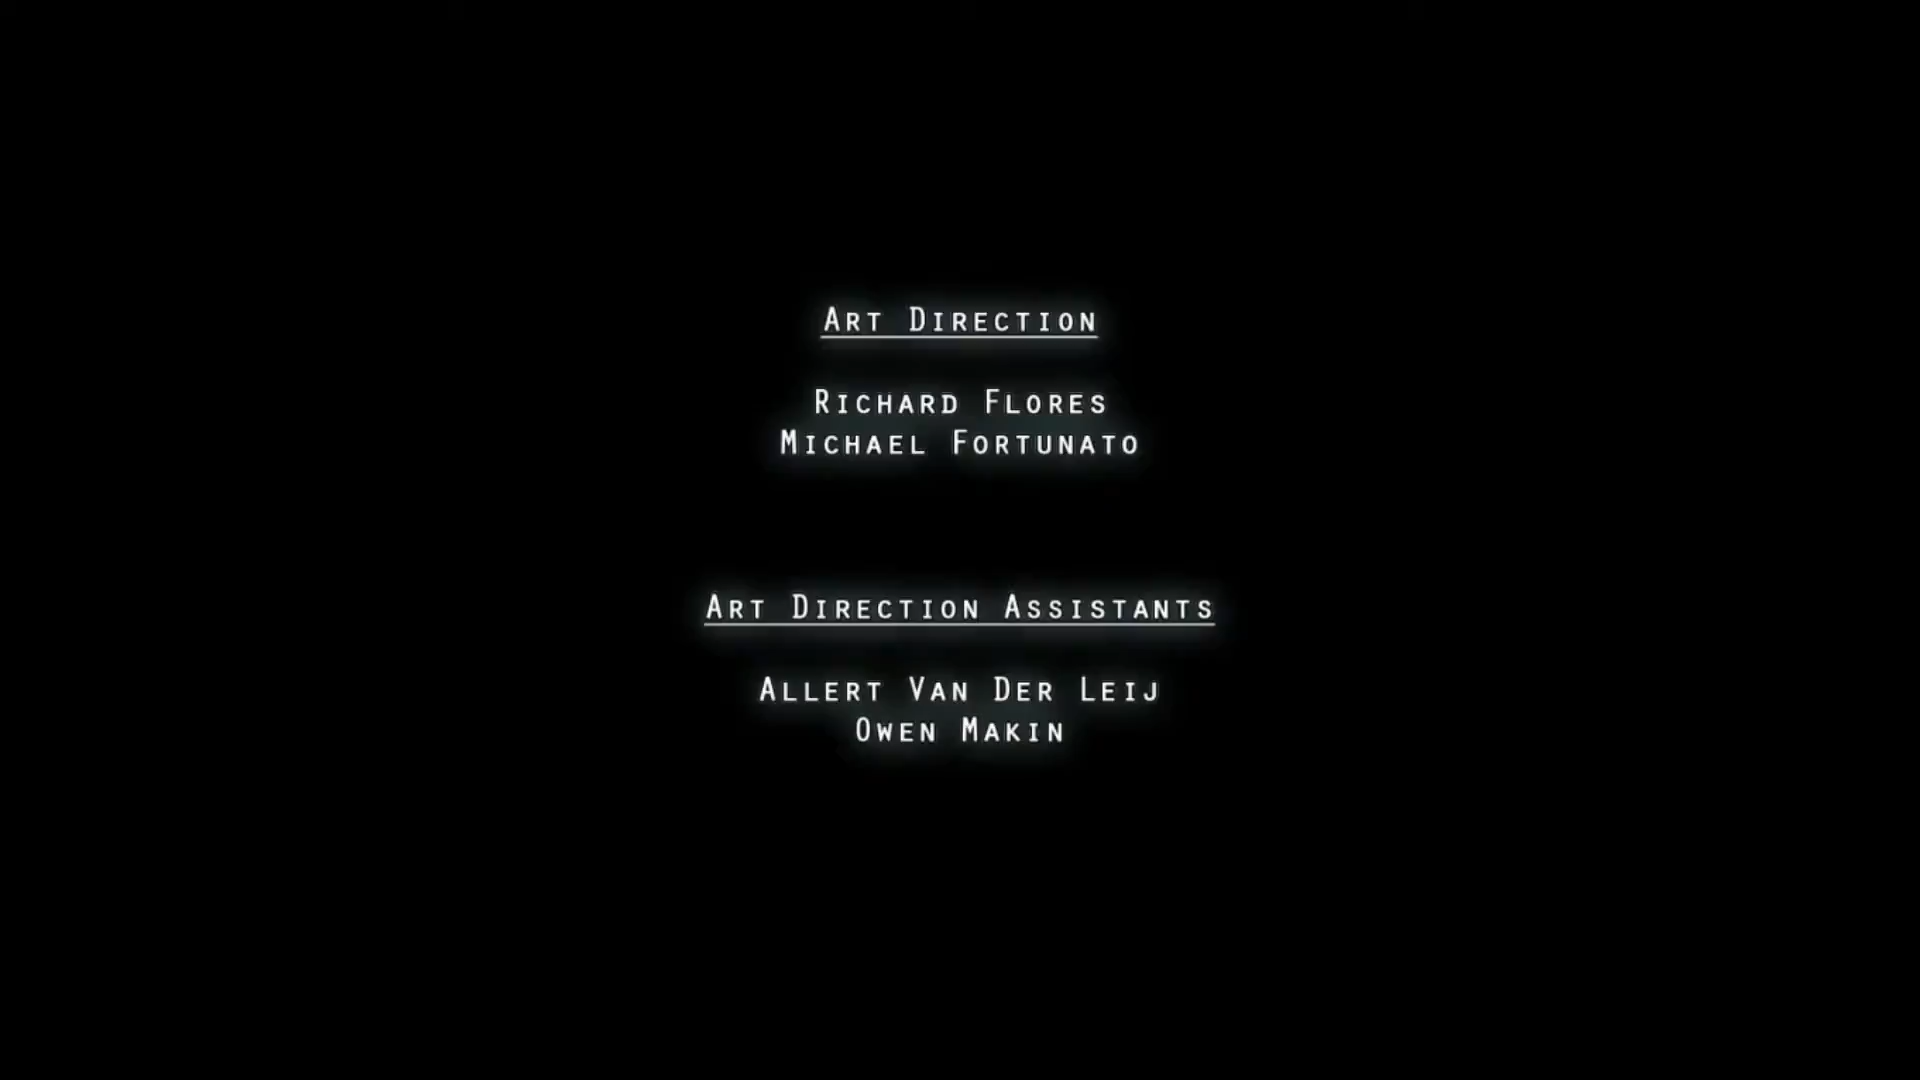 Art Direction
Richard Flores
Michael Fortunato
Art Direction Assistants
Allert Van Der Leij
Owen Makin